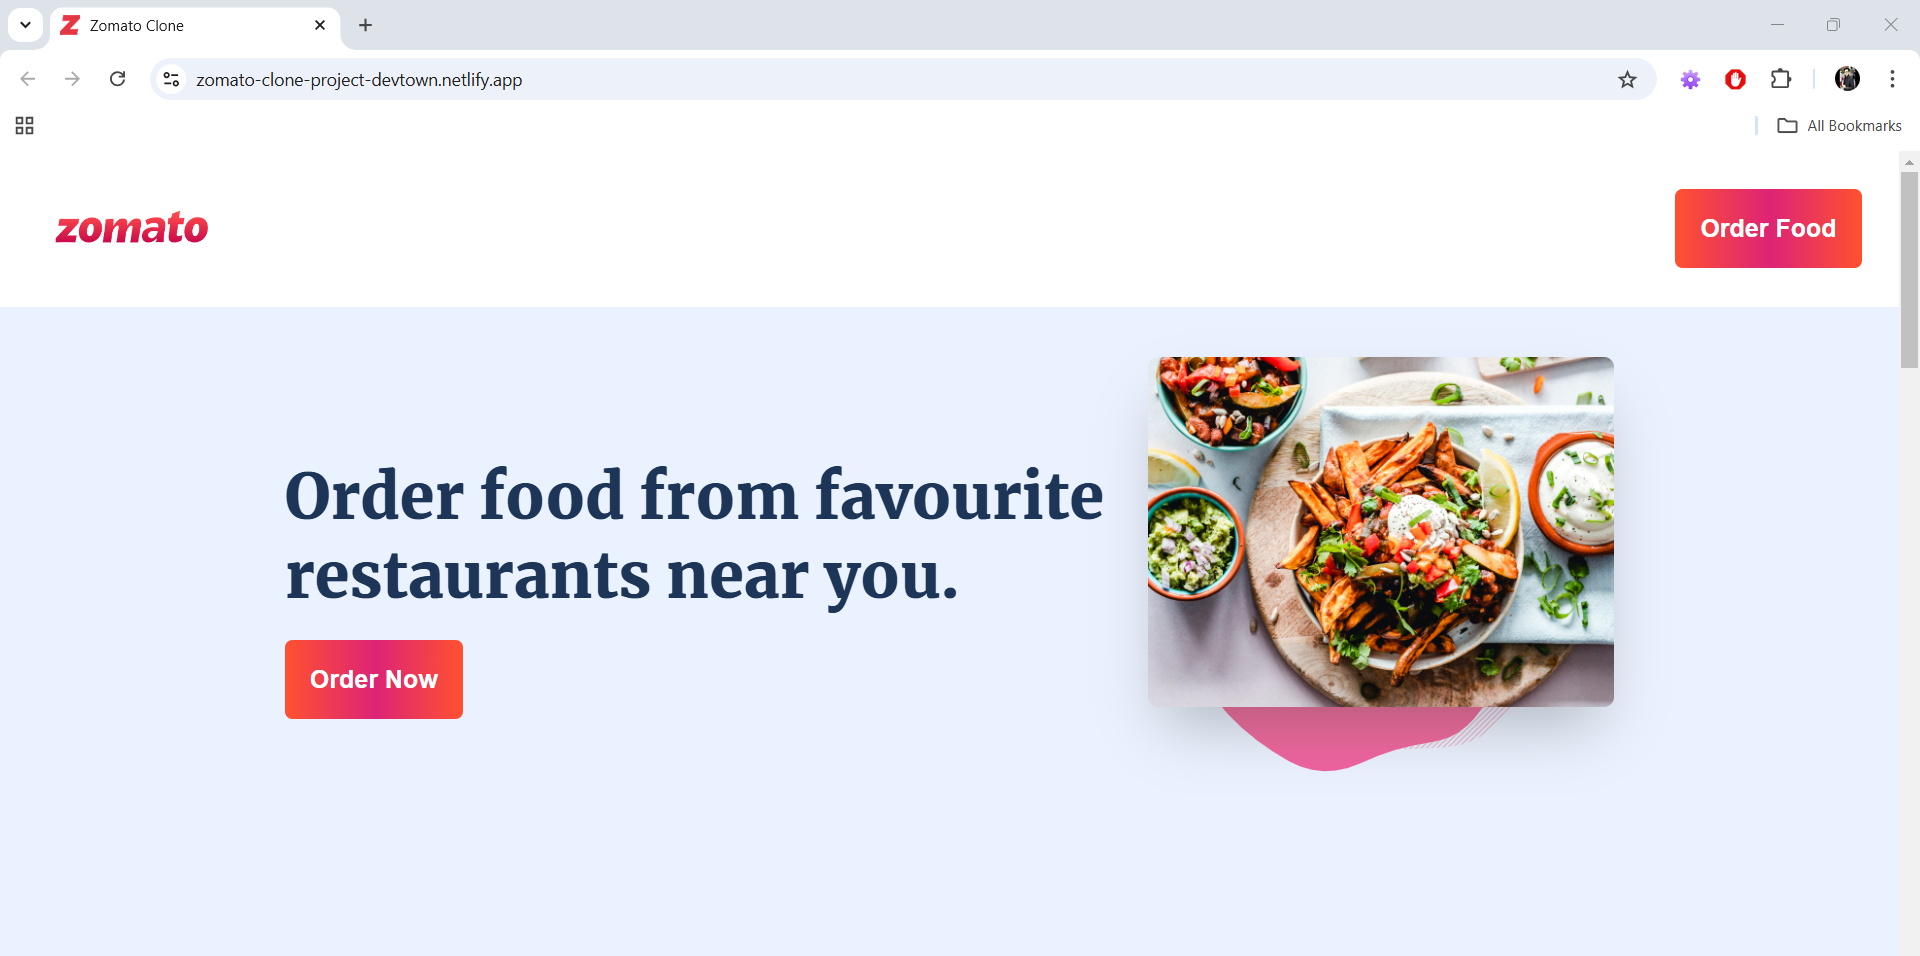 Zomato Clone
zomato-clone-project-devtown.netlify.app
All Bookmarks
zomato
Order Food
Order food from favourite
restaurants near you.
Order Now